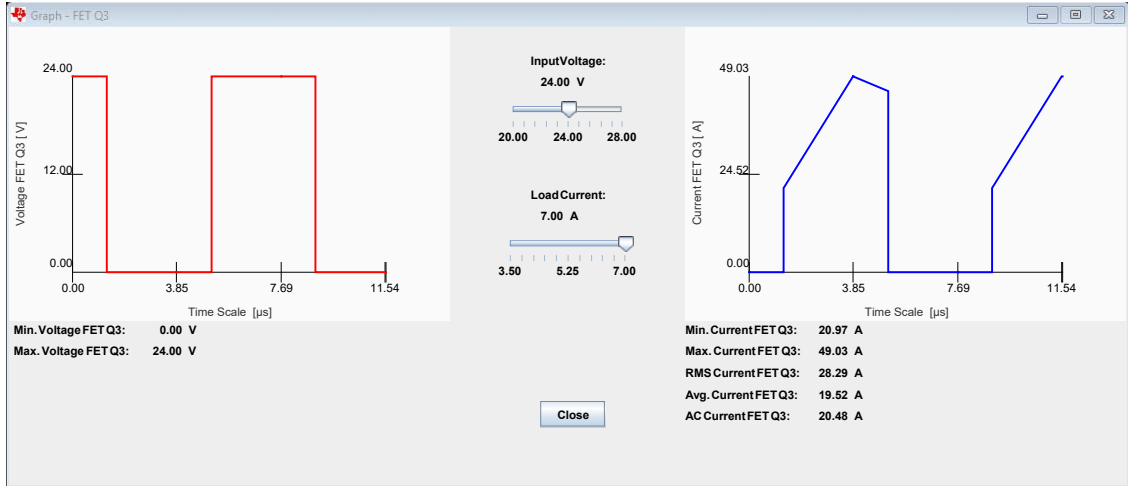 Graph - FET Q3
24.00
12.00
0.00
Voltage FET Q3 [ V]
0.00 3.85 7.69 11.54
Time Scale [µs]
Min. Voltage FET Q3: 0.00 V
Max. Voltage FET Q3: 24.00 V
Input Voltage:
24.00 V
20.00 24.00 28.00
Load Current:
7.00 A
3.50 5.25 7.00
Close
49.03
24.52
0.00
Current FET Q3 [ A]
0.00 3.85 7.69 11.54
Time Scale [µs]
Min. Current FET Q3: 20.97 A
Max. Current FET Q3: 49.03 A
RMS Current FET Q3: 28.29 A
Avg. Current FET Q3: 19.52 A
AC Current FET Q3: 20.48 A